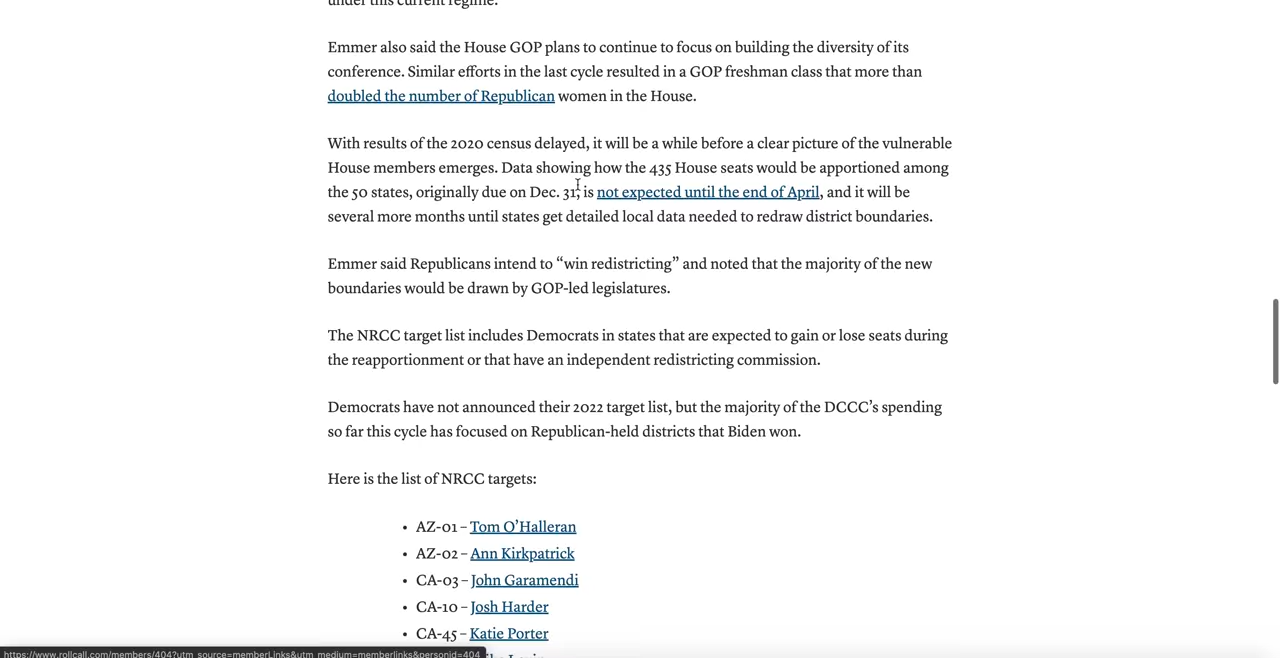 under this current regime.
Emmer also said the House GOP plans to continue to focus on building the diversity of its
conference. Similar efforts in the last cycle resulted in a GOP freshman class that more than
doubled the number of Republican women in the House.
With results of the 2020 census delayed, it will be a while before a clear picture of the vulnerable
House members emerges. Data showing how the 435 House seats would be apportioned among
the 50 states, originally due on Dec. 31, is not expected until the end of April, and it will be
several more months until states get detailed local data needed to redraw district boundaries.
Emmer said Republicans intend to “win redistricting” and noted that the majority of the new
boundaries would be drawn by GOP-led legislatures.
The NRCC target list includes Democrats in states that are expected to gain or lose seats during
the reapportionment or that have an independent redistricting commission.
Democrats have not announced their 2022 target list, but the majority of the DCCC’s spending
so far this cycle has focused on Republican-held districts that Biden won.
Here is the list of NRCC targets:
• AZ-01 – Tom O’Halleran
• AZ-02 – Ann Kirkpatrick
• CA-03 – John Garamendi
• CA-10 – Josh Harder
• CA-45 – Katie Porter
https://www.rollcall.com/members/404?utm_source=memberLinks&utm_medium=memberlinks&personid=404